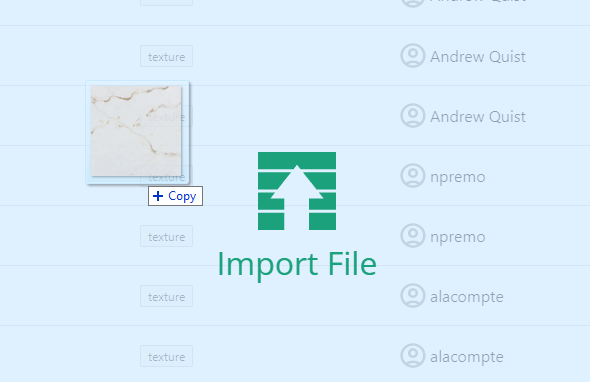 Andrew Quist
texture
Andrew Quist
texture
Andrew Quist
texture
npremo
+ Copy
texture
npremo
Import File
texture
alacompte
texture
alacompte